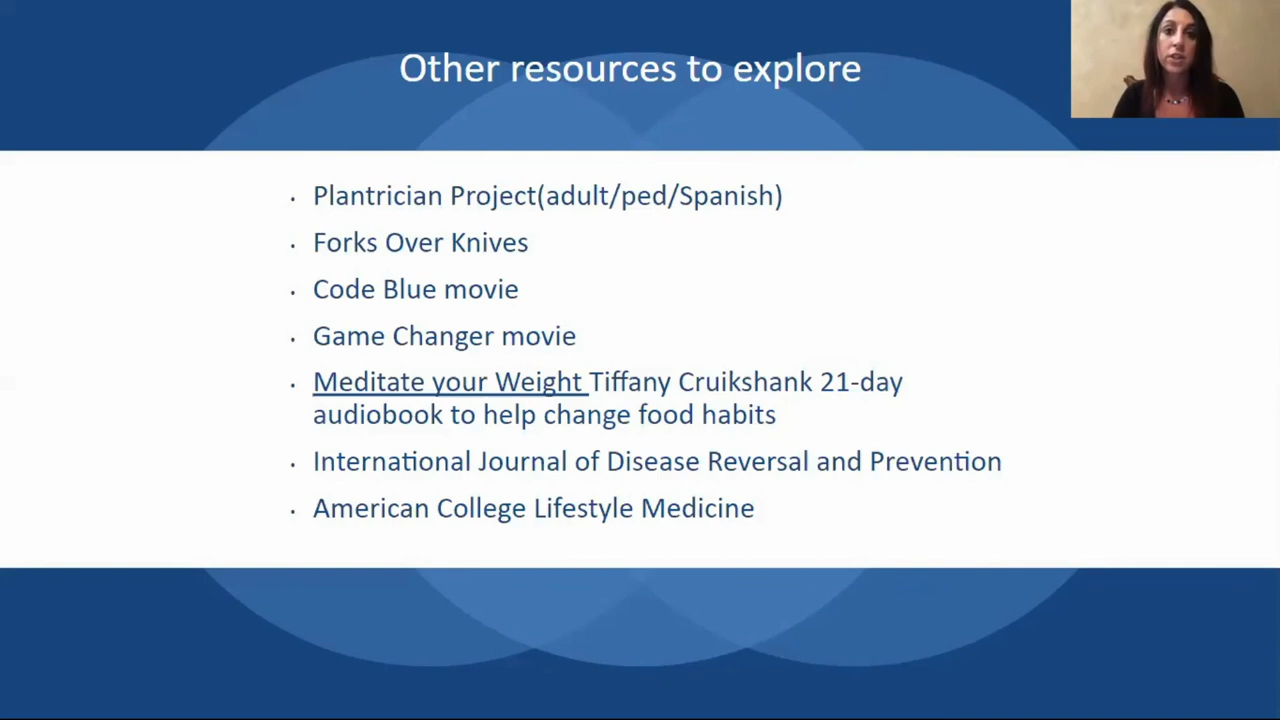 Other resources to explore
Plantrician Project(adult/ped/Spanish)
Forks Over Knives
Code Blue movie
Game Changer movie
Meditate your Weight Tiffany Cruikshank 21-day
audiobook to help change food habits
International Journal of Disease Reversal and Prevention
American College Lifestyle Medicine